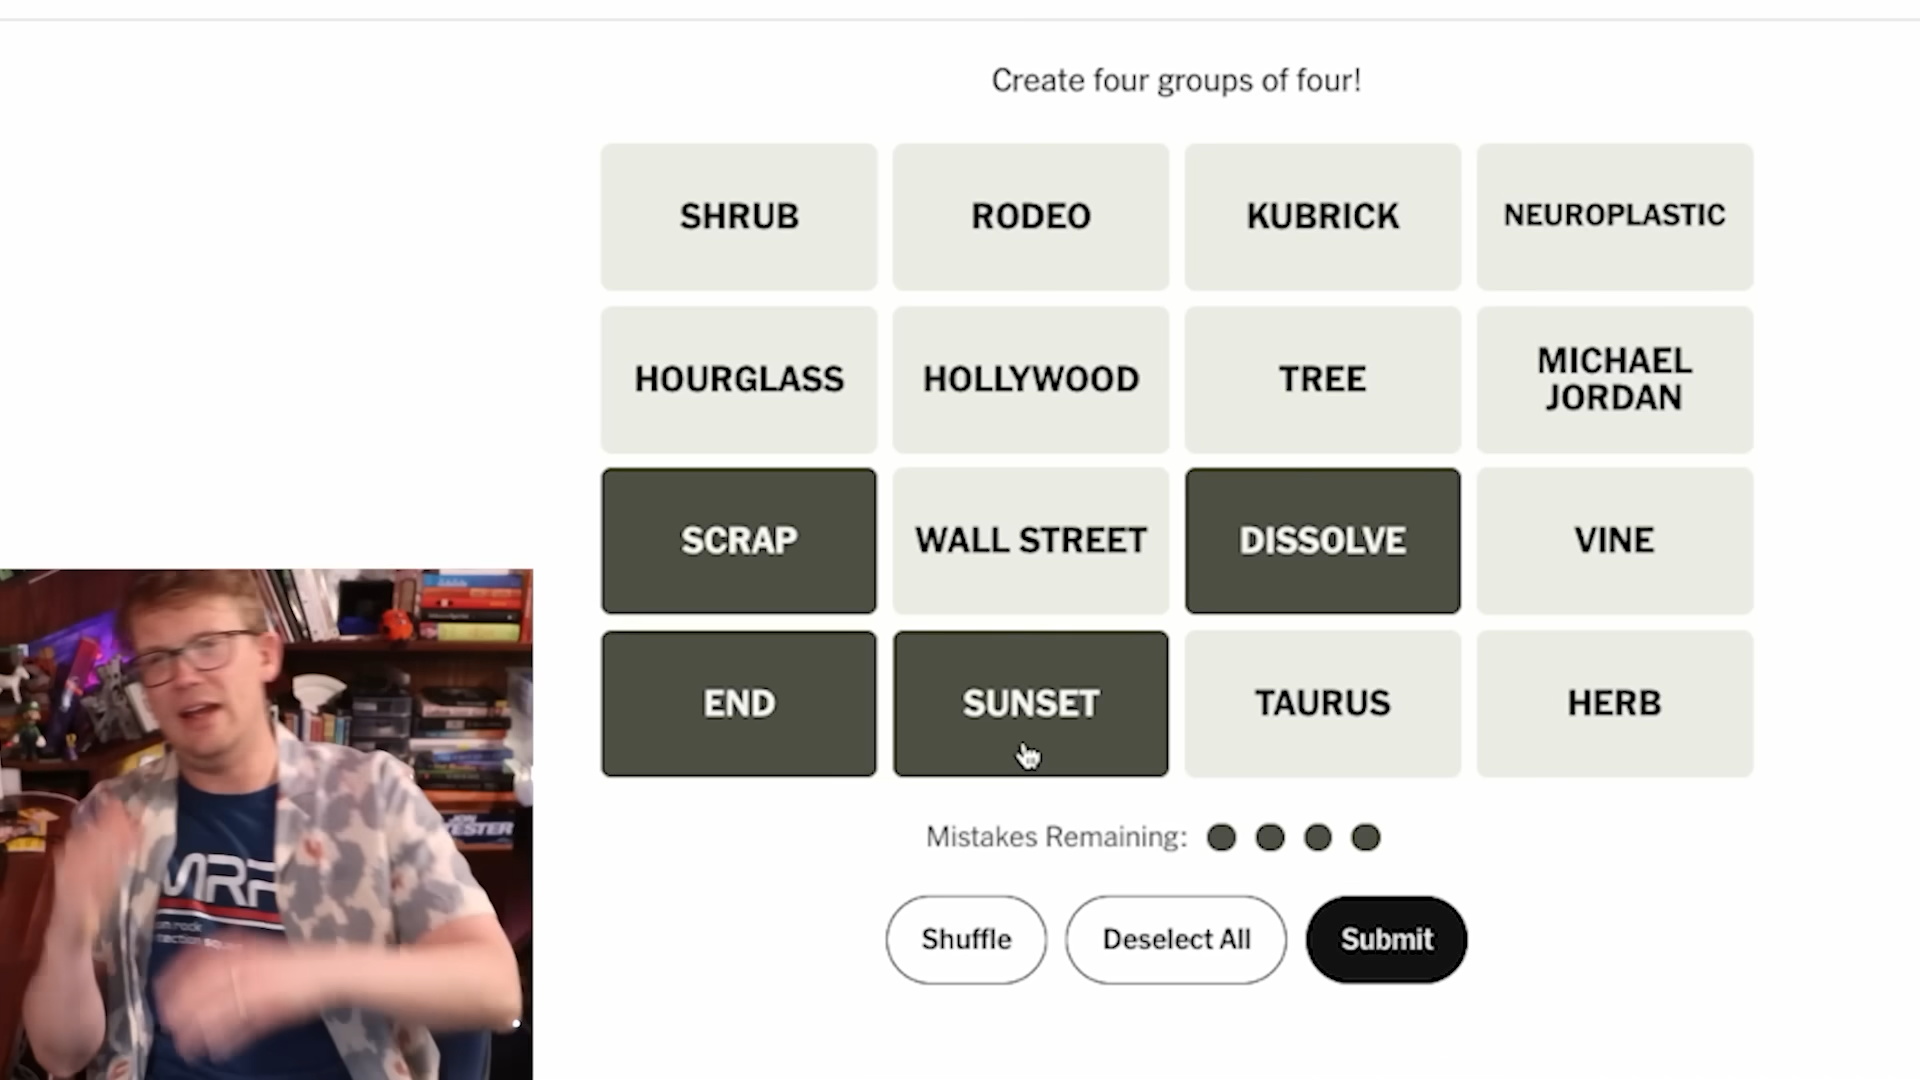 Create four groups of four!
SHRUB
RODEO
KUBRICK
NEUROPLASTIC
HOURGLASS
HOLLYWOOD
TREE
MICHAEL
JORDAN
SCRAP
WALL STREET
DISSOLVE
VINE
END
SUNSET
TAURUS
HERB
Mistakes Remaining:
Shuffle
Deselect All
Submit